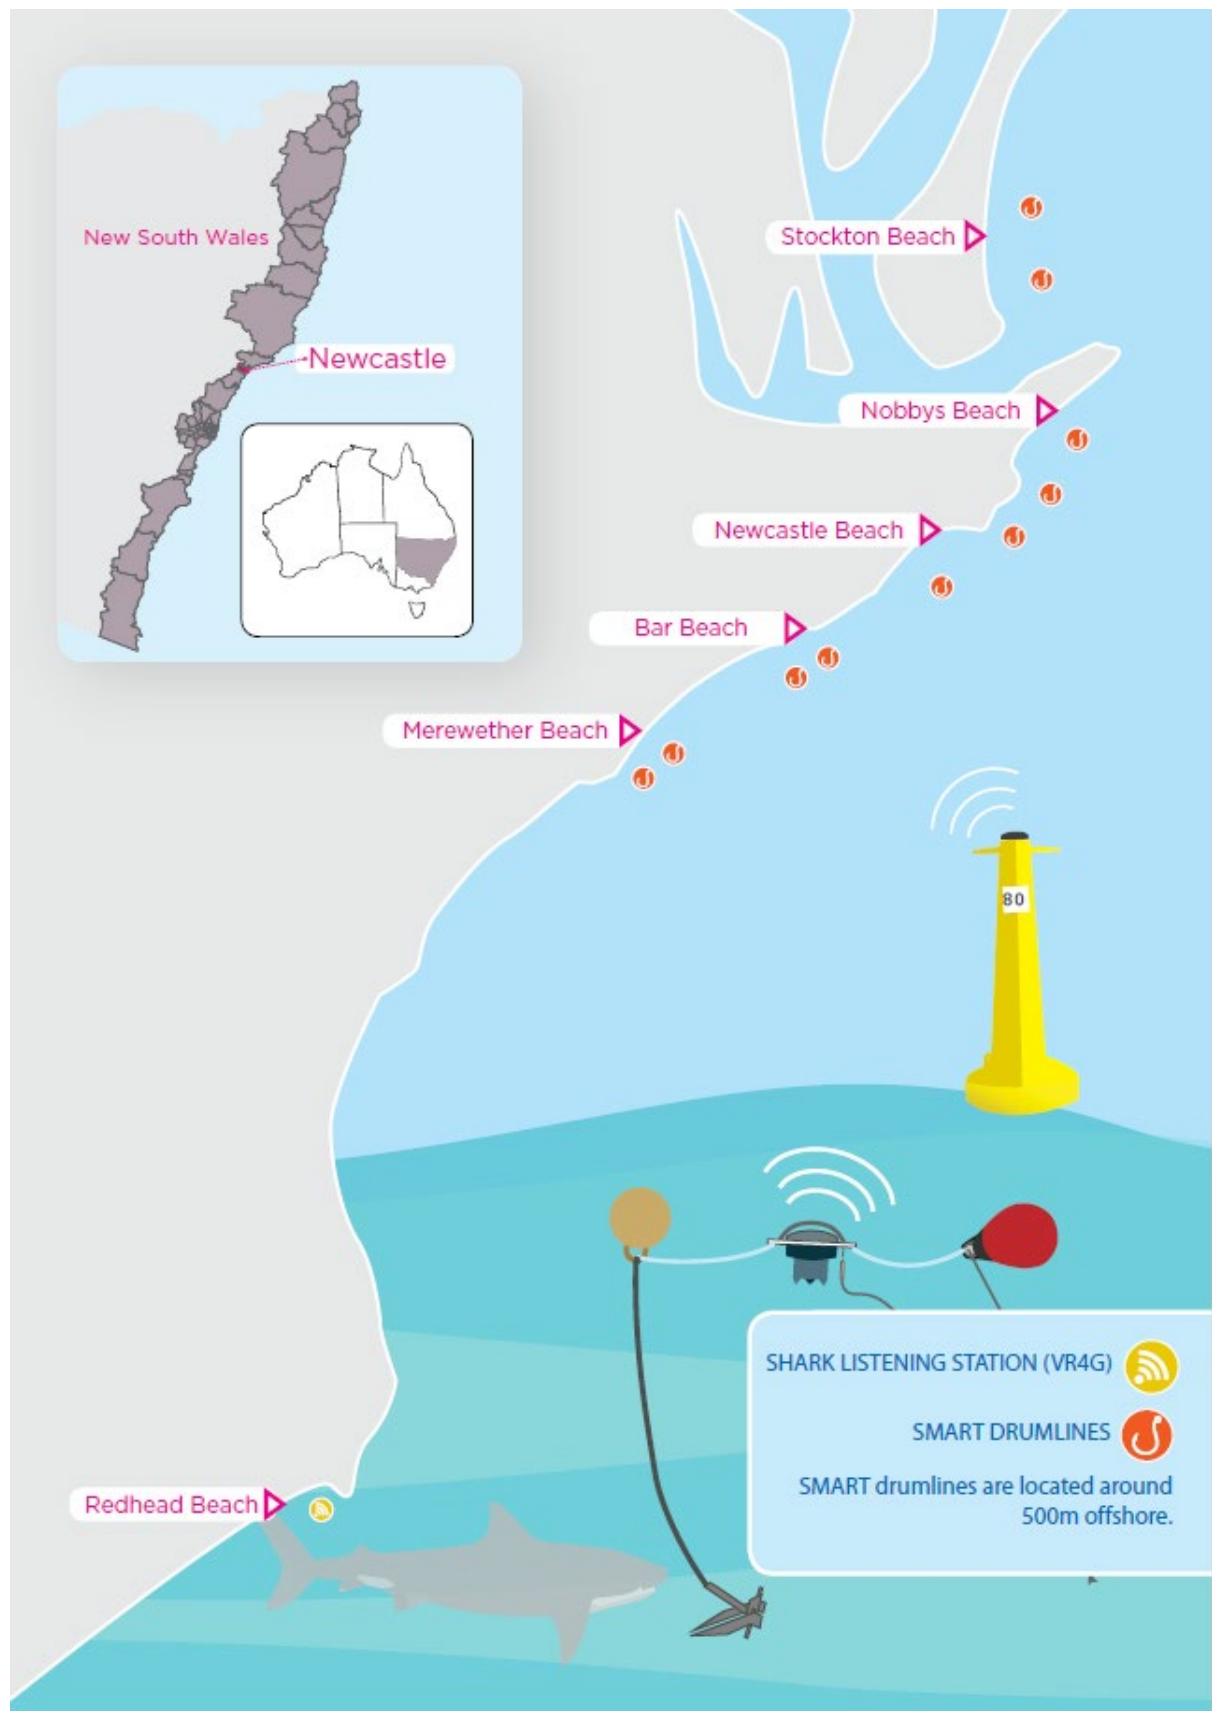 New South Wales
Newcastle
Stockton Beach
Nobbys Beach
Newcastle Beach
Bar Beach
Merewether Beach
80
SHARK LISTENING STATION (VR4G)
SMART DRUMLINES
SMART drumlines are located around
500m offshore.
Redhead Beach